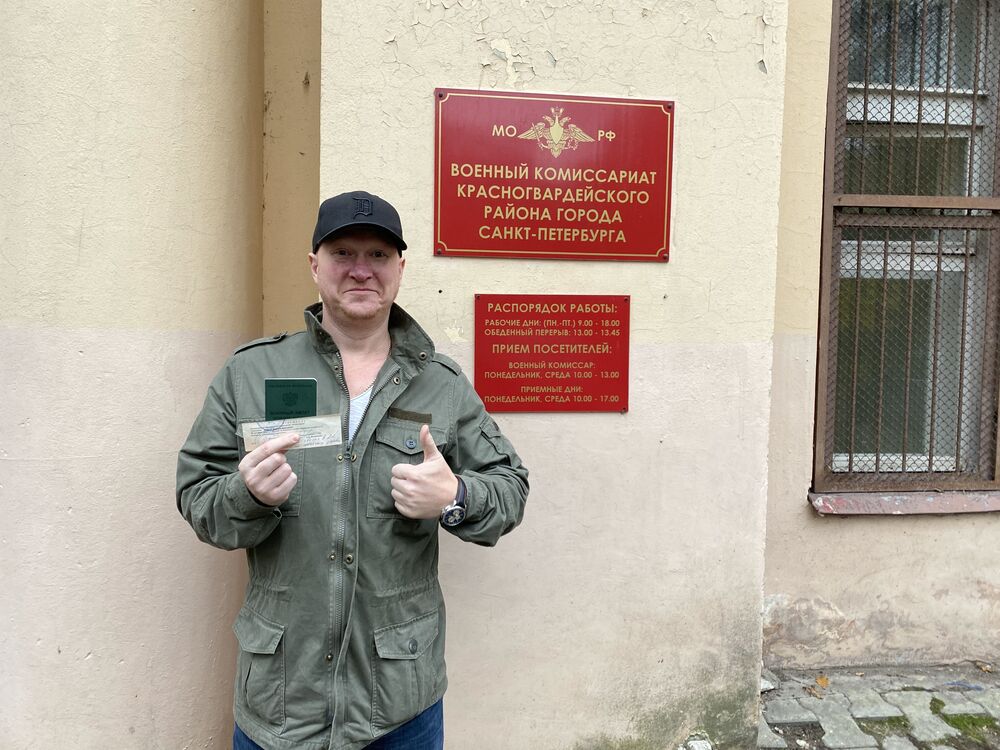 МО РФ
ВОЕННЫЙ КОМИССАРИАТ
КРАСНОГВАРДЕЙСКОГО
РАЙОНА ГОРОДА
САНКТ-ПЕТЕРБУРГА
РАСПОРЯДОК РАБОТЫ:
РАБОЧИЕ ДНИ: (ПН.-ПТ.) 9.00 - 18.00
ОБЕДЕННЫЙ ПЕРЕРЫВ: 13.00 - 13.45
ПРИЕМ ПОСЕТИТЕЛЕЙ:
ВОЕННЫЙ КОМИССАР:
ПОНЕДЕЛЬНИК, СРЕДА 10.00 - 13.00
ПРИЕМНЫЕ ДНИ:
ПОНЕДЕЛЬНИК, СРЕДА 10.00 - 17.00
D